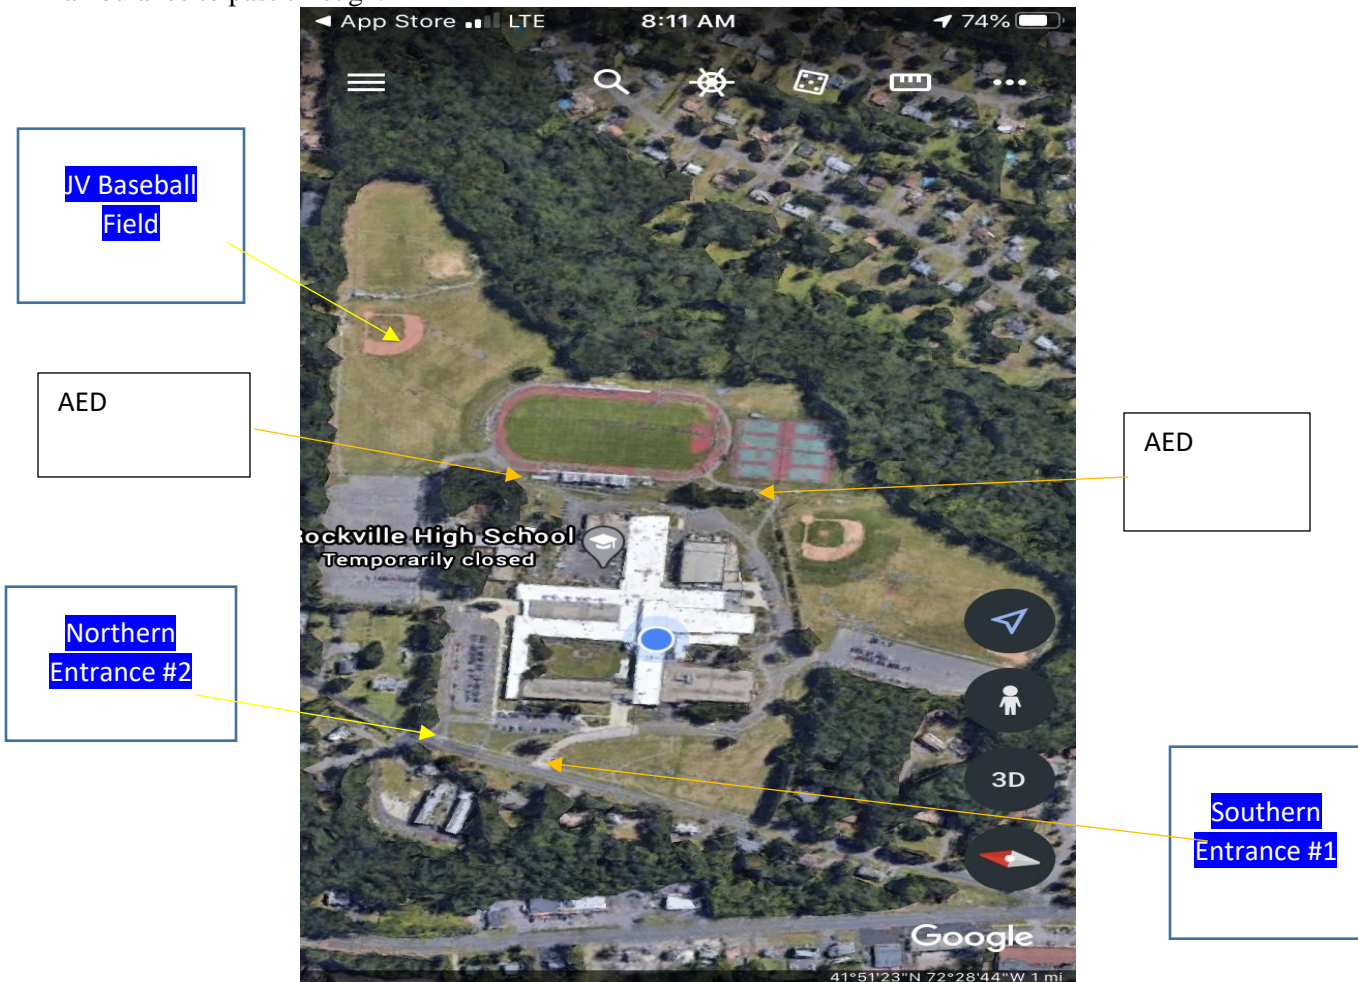 App Store LTE 8:11 AM 74%
JV Baseball
Field
AED
AED
Rockville High School
Temporarily closed
Northern
Entrance #2
3D
Southern
Entrance #1
Google
41°51'23"N 72°28'44"W 1 mi